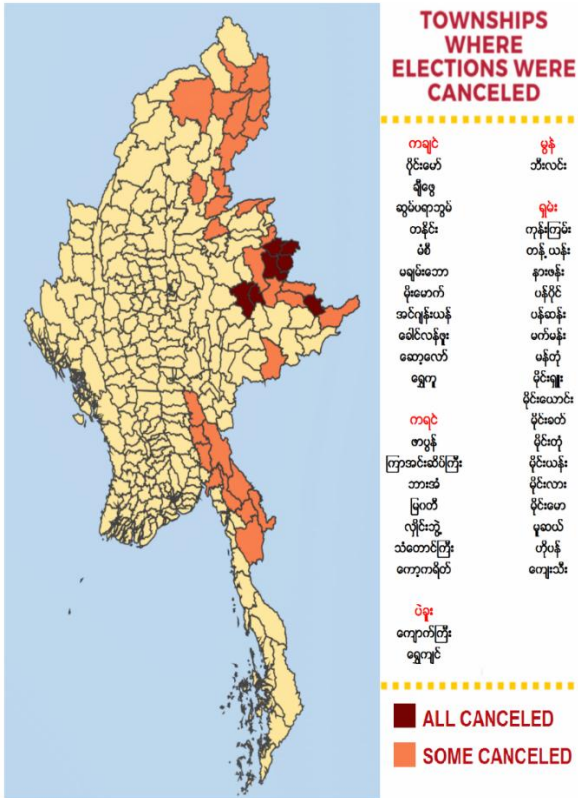 TOWNSHIPS
WHERE
ELECTIONS WERE
CANCELED
ကချင်
ဝိုင်းမော်
ချီဖွေ
ဆွမ်ပရာဘွမ်
တနိုင်း
မံစီ
မချမ်းဘော
မိုးမောက်
အင်ဂျန်းယန်
ခေါင်လန်ဖူး
ဆော့လော်
ရွှေကူ
ကရင်
ဖာပွန်
ကြာအင်းဆိပ်ကြီး
ဘားအံ
မြဝတီ
လှိုင်းဘွဲ့
သံတောင်ကြီး
ကော့ကရိတ်
ပဲခူး
ကျောက်ကြီး
ရွှေကျင်
မွန်
ဘီးလင်း
ရှမ်း
ကုန်းကြမ်း
တန့်ယန်း
နားဖန်း
ပန်ဝိုင်
ပန်ဆန်း
မက်မန်း
မန်တုံ
မိုင်းရှူး
မိုင်းယောင်း
မိုင်းခတ်
မိုင်းတုံ
မိုင်းယန်း
မိုင်းလား
မိုင်းမော
မူဆယ်
ဟိုပန်
ကျေးသီး
ALL CANCELED
SOME CANCELED